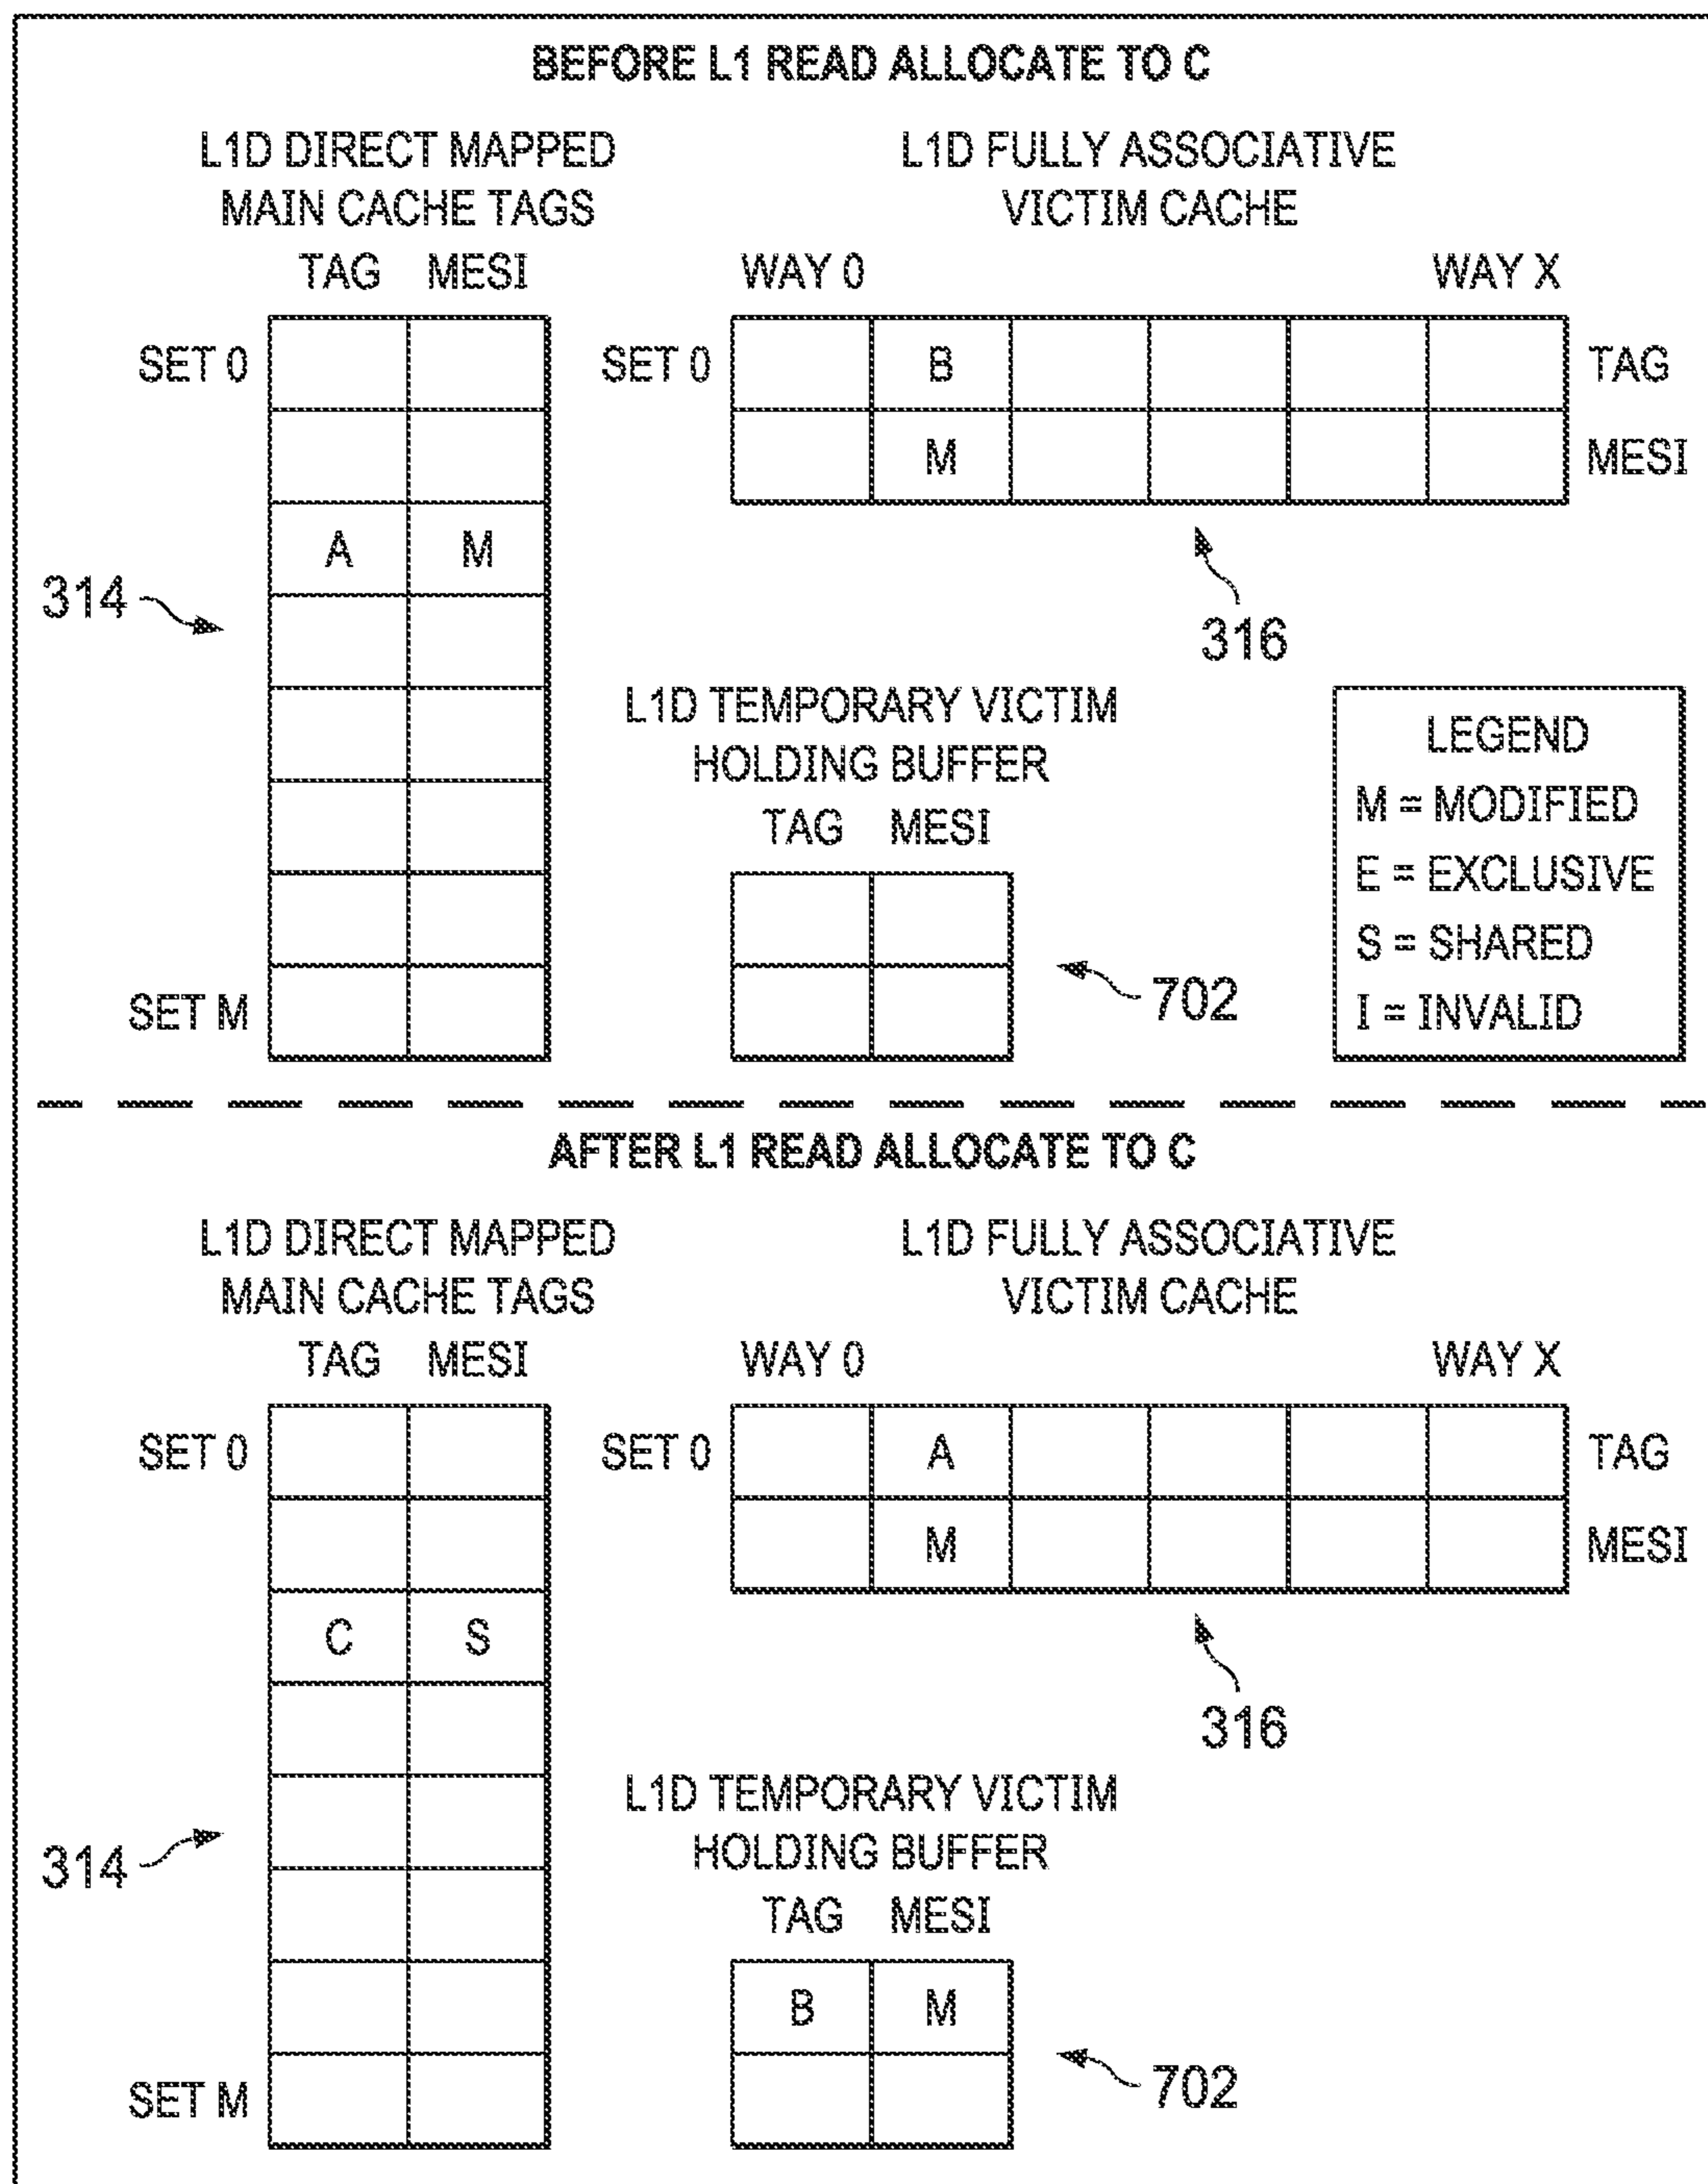 BEFORE L1 READ ALLOCATE TO C
L1D DIRECT MAPPED
MAIN CACHE TAGS
TAG MESI
SET 0
A M
314
SET M
L1D FULLY ASSOCIATIVE
VICTIM CACHE
WAY 0 WAY X
SET 0 B TAG
M MESI
316
L1D TEMPORARY VICTIM
HOLDING BUFFER
TAG MESI
702
LEGEND
M = MODIFIED
E = EXCLUSIVE
S = SHARED
I = INVALID
AFTER L1 READ ALLOCATE TO C
L1D DIRECT MAPPED
MAIN CACHE TAGS
TAG MESI
SET 0
C S
314
SET M
L1D FULLY ASSOCIATIVE
VICTIM CACHE
WAY 0 WAY X
SET 0 A TAG
M MESI
316
L1D TEMPORARY VICTIM
HOLDING BUFFER
TAG MESI
B M
702